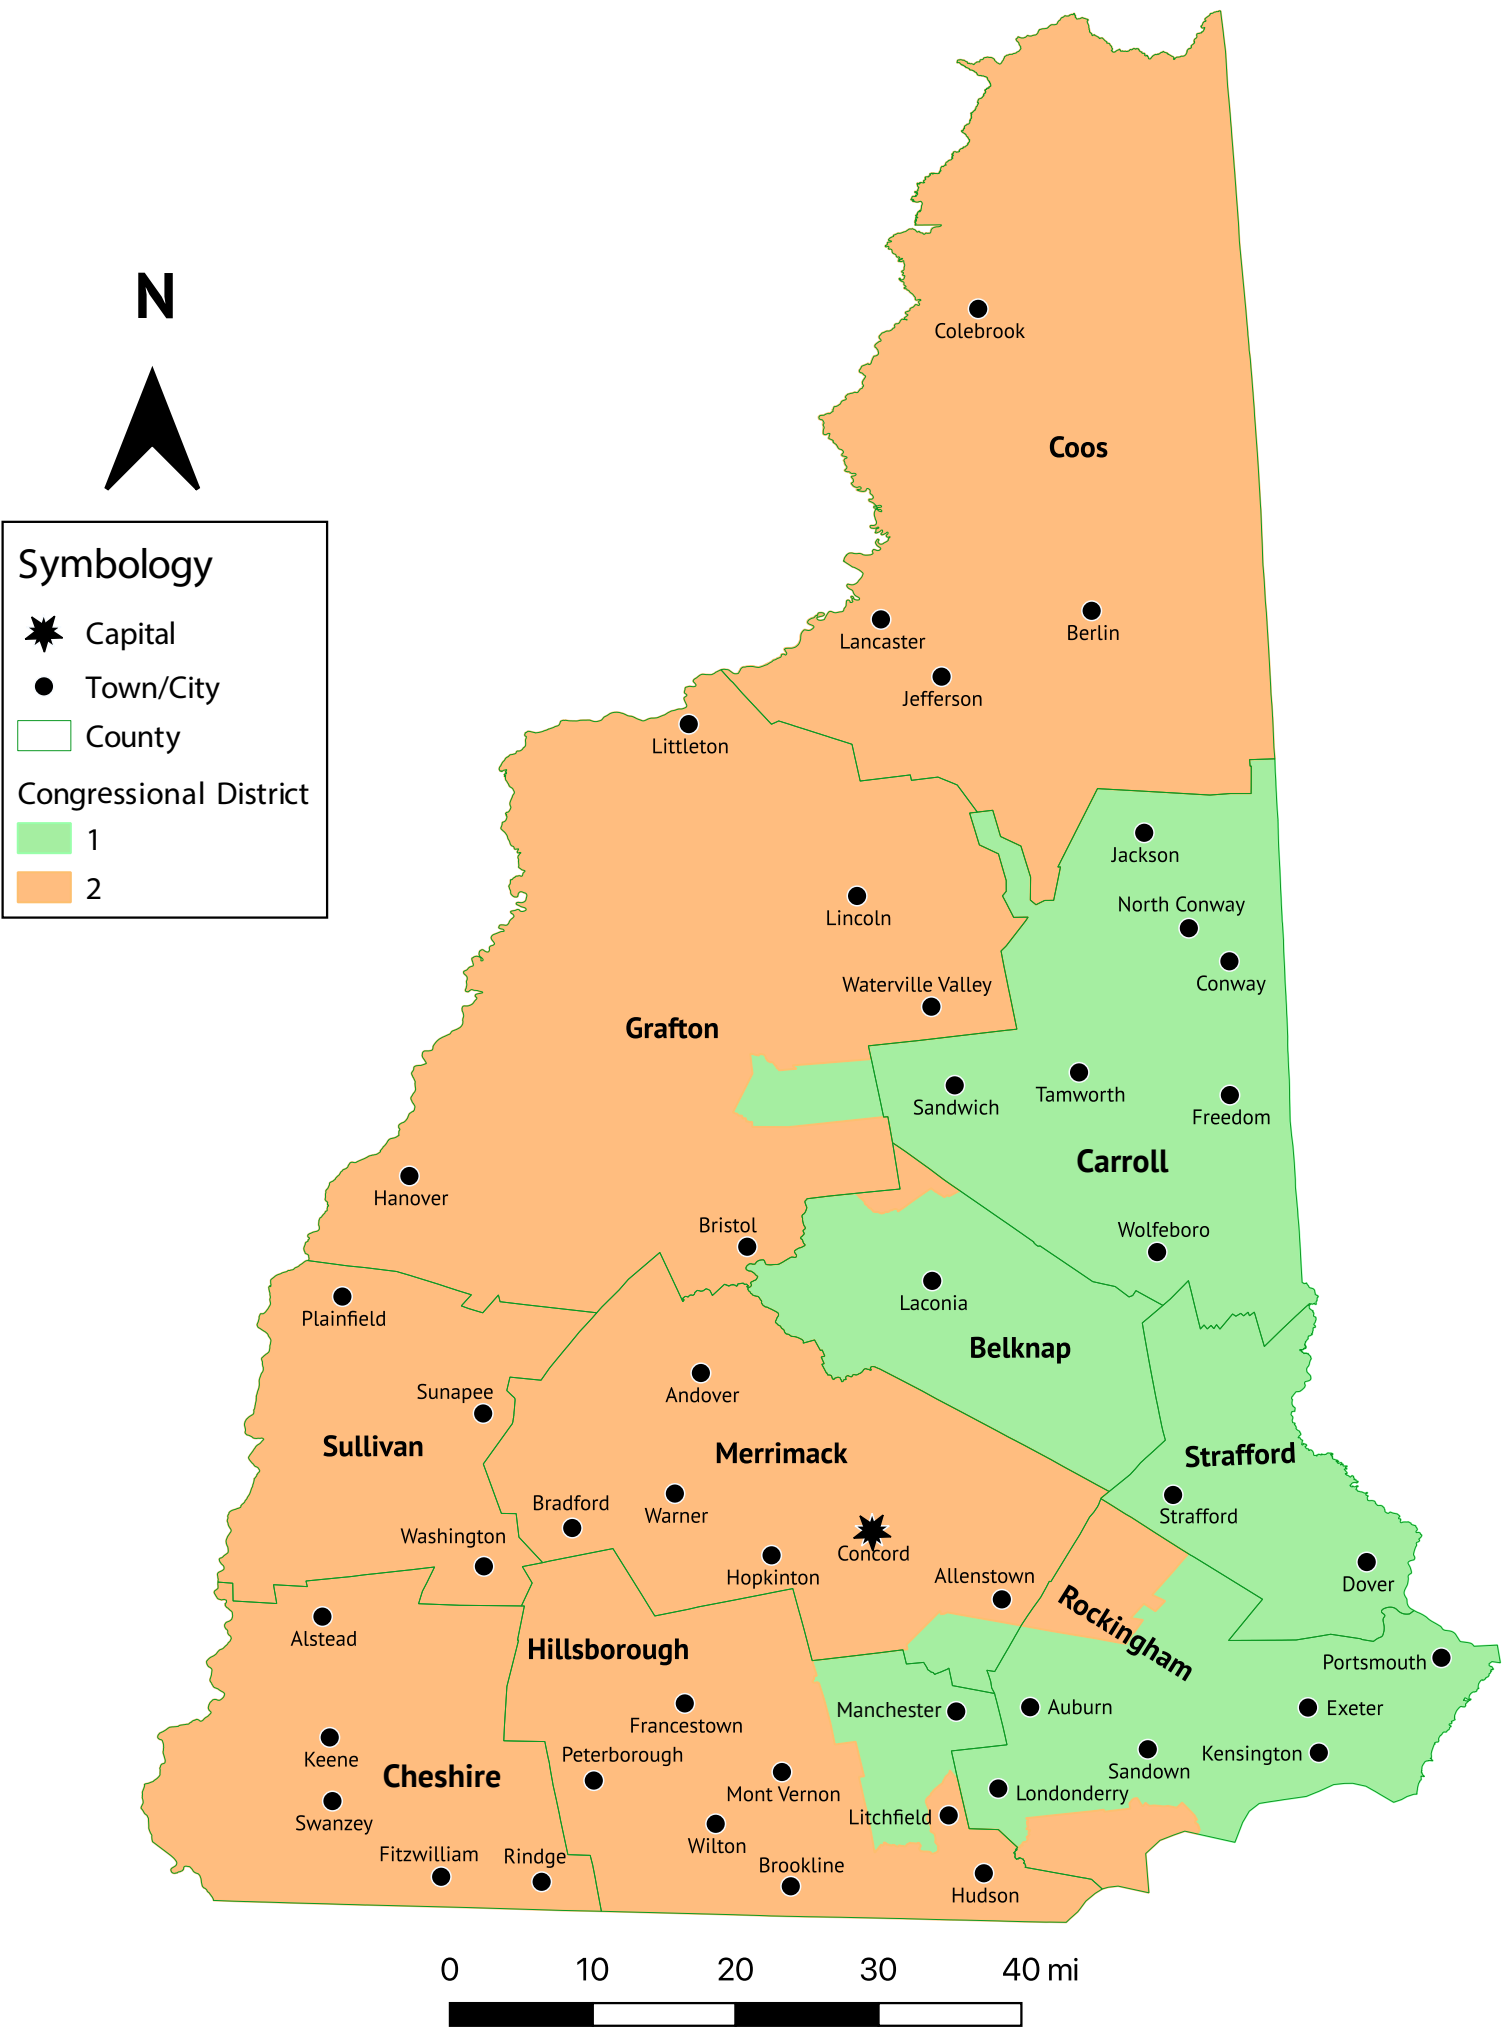 N
Symbology
Capital
Town/City
County
Congressional District
1
2
Colebrook
Coos
Lancaster
Berlin
Jefferson
Littleton
Jackson
Lincoln
North Conway
Conway
Waterville Valley
Grafton
Sandwich
Tamworth
Freedom
Carroll
Hanover
Bristol
Wolfeboro
Plainfield
Laconia
Belknap
Sunapee
Andover
Sullivan
Merrimack
Strafford
Bradford
Warner
Strafford
Washington
Concord
Hopkinton
Allenstown
Dover
Alstead
Rockingham
Hillsborough
Portsmouth
Manchester
Auburn
Exeter
Francestown
Keene
Peterborough
Kensington
Cheshire
Sandown
Mont Vernon
Londonderry
Swanzey
Litchfield
Wilton
Fitzwilliam
Rindge
Brookline
Hudson
0 10 20 30 40 mi